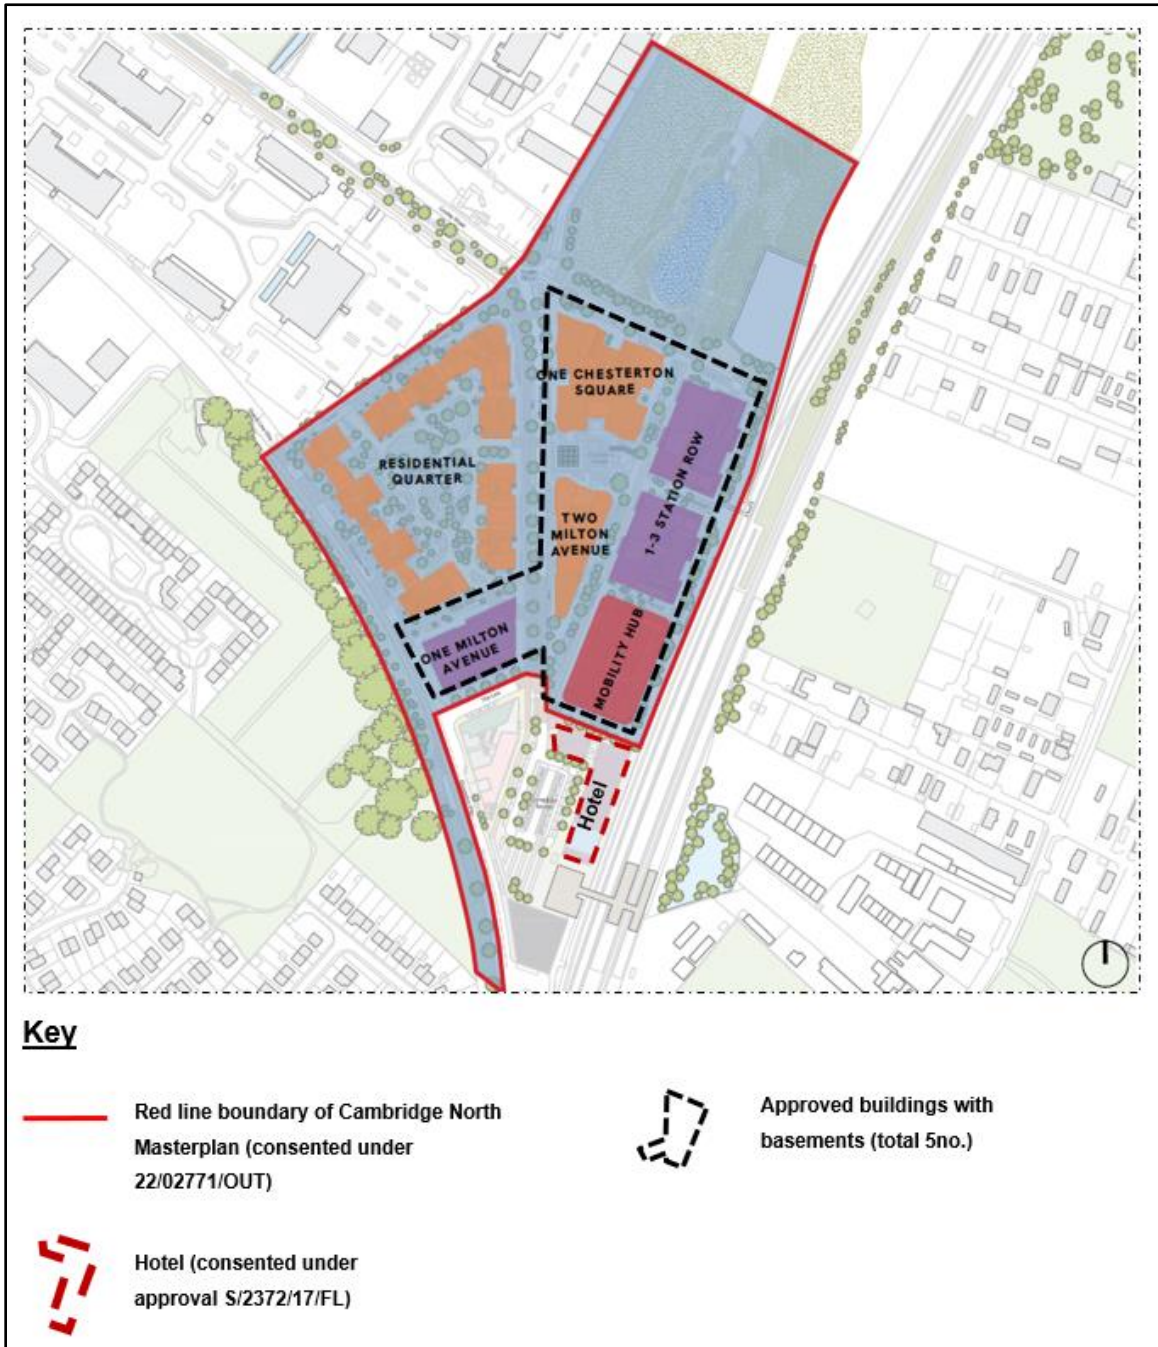 ONE CHESTERTON
SQUARE
RESIDENTIAL
QUARTER
1-3 STATION ROW
TWO
MILTON
AVENUE
ONE MILTON
AVENUE
MOBILITY HUB
Hotel
Key
Red line boundary of Cambridge North
Masterplan (consented under
22/02771/OUT)
Approved buildings with
basements (total 5no.)
Hotel (consented under
approval S/2372/17/FL)